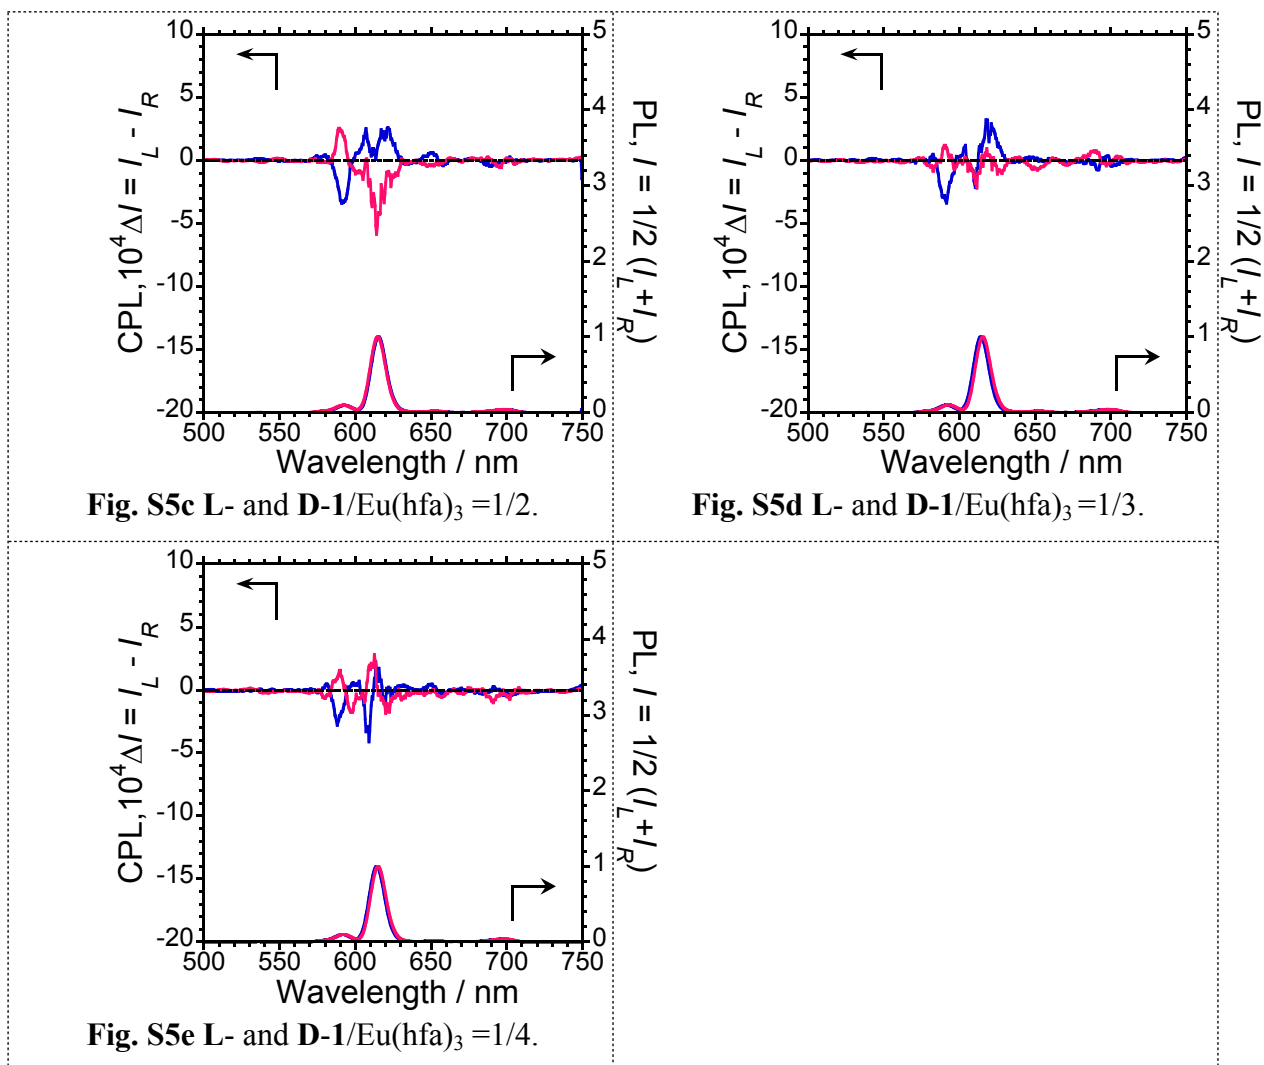 10
5
0
-5
-10
-15
-20
CPL, 10⁴ΔI = I_L - I_R
5
4
3
2
1
0
PL, I = 1/2 (I_L+I_R)
500 550 600 650 700 750
Wavelength / nm
Fig. S5c L- and D-1/Eu(hfa)₃ =1/2.
10
5
0
-5
-10
-15
-20
CPL, 10⁴ΔI = I_L - I_R
5
4
3
2
1
0
PL, I = 1/2 (I_L+I_R)
500 550 600 650 700 750
Wavelength / nm
Fig. S5d L- and D-1/Eu(hfa)₃ =1/3.
10
5
0
-5
-10
-15
-20
CPL, 10⁴ΔI = I_L - I_R
5
4
3
2
1
0
PL, I = 1/2 (I_L+I_R)
500 550 600 650 700 750
Wavelength / nm
Fig. S5e L- and D-1/Eu(hfa)₃ =1/4.